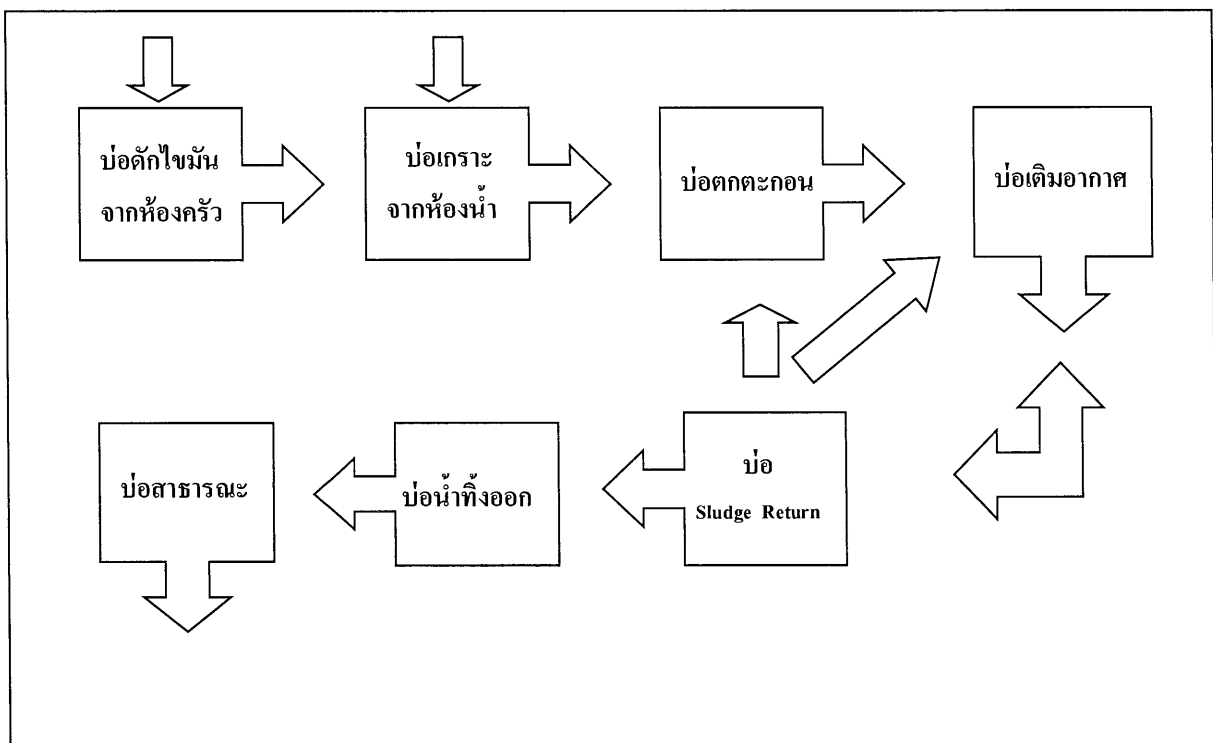 บ่อดักไขมัน
จากห้องครัว
บ่อเกราะ
จากห้องน้ำ
บ่อตกตะกอน
บ่อเติมอากาศ
บ่อสาธารณะ
บ่อน้ำทิ้งออก
บ่อ
Sludge Return